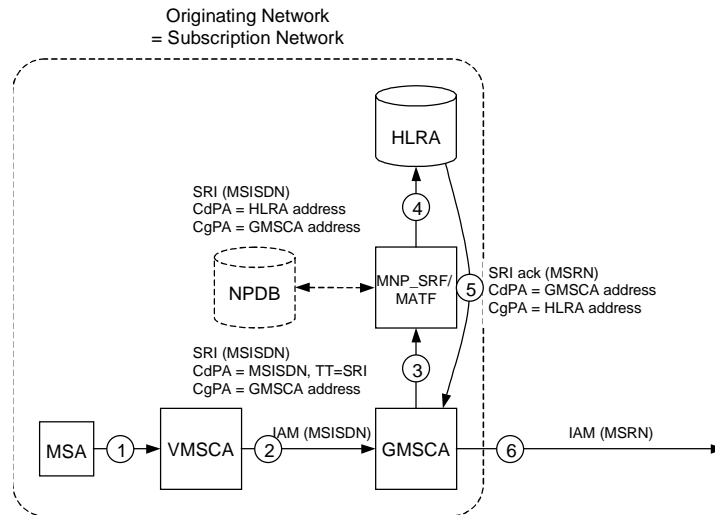 Originating Network
= Subscription Network
HLRA
SRI (MSISDN)
CdPA = HLRA address
CgPA = GMSCA address
4
NPDB
MNP_SRF/
MATF
5
SRI ack (MSRN)
CdPA = GMSCA address
CgPA = HLRA address
SRI (MSISDN)
CdPA = MSISDN, TT=SRI
CgPA = GMSCA address
3
MSA
1
VMSCA
2
IAM (MSISDN)
GMSCA
6
IAM (MSRN)